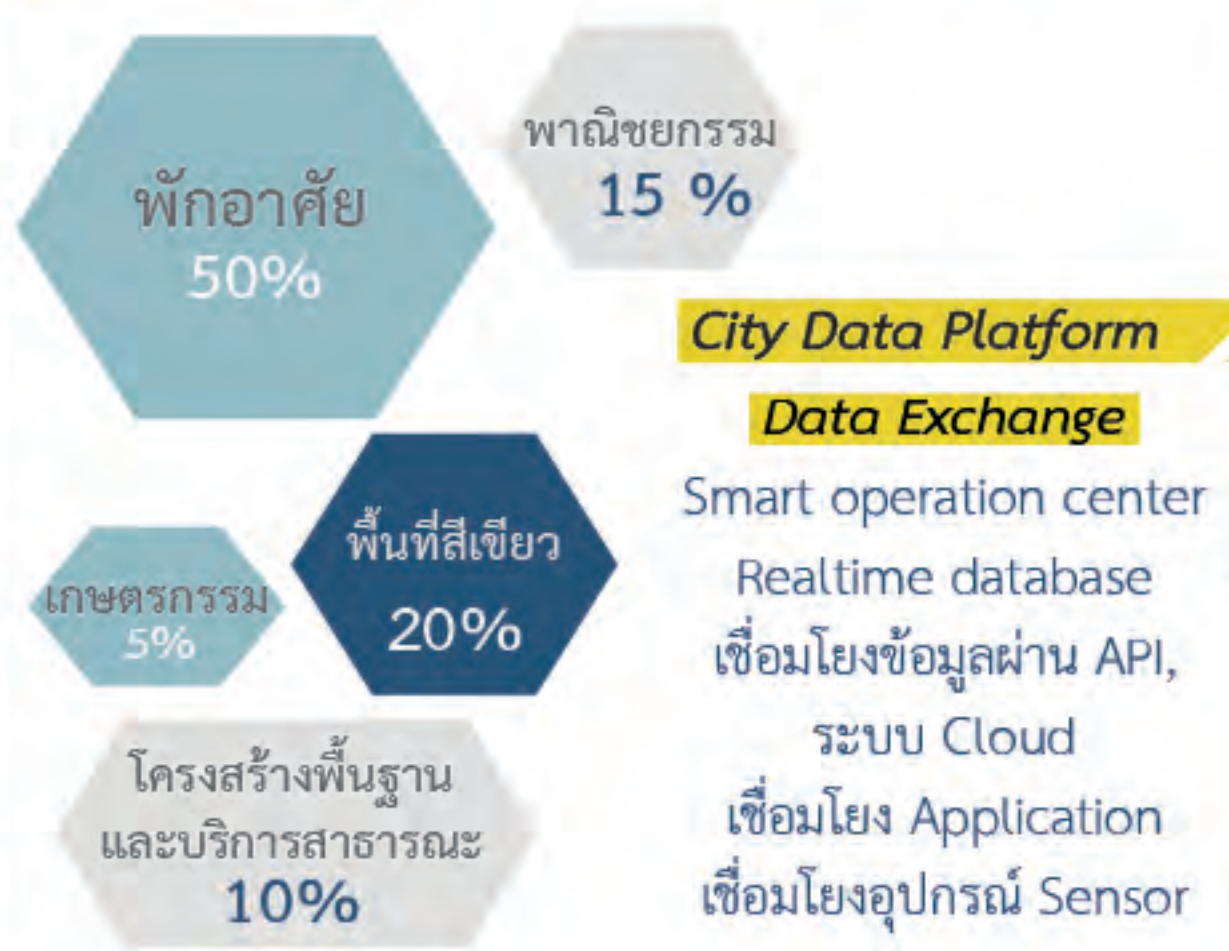 พักอาศัย
50%
พาณิชยกรรม
15 %
พื้นที่สีเขียว
20%
เกษตรกรรม
5%
โครงสร้างพื้นฐาน
และบริการสาธารณะ
10%
City Data Platform
Data Exchange
Smart operation center
Realtime database
เชื่อมโยงข้อมูลผ่าน API,
ระบบ Cloud
เชื่อมโยง Application
เชื่อมโยงอุปกรณ์ Sensor